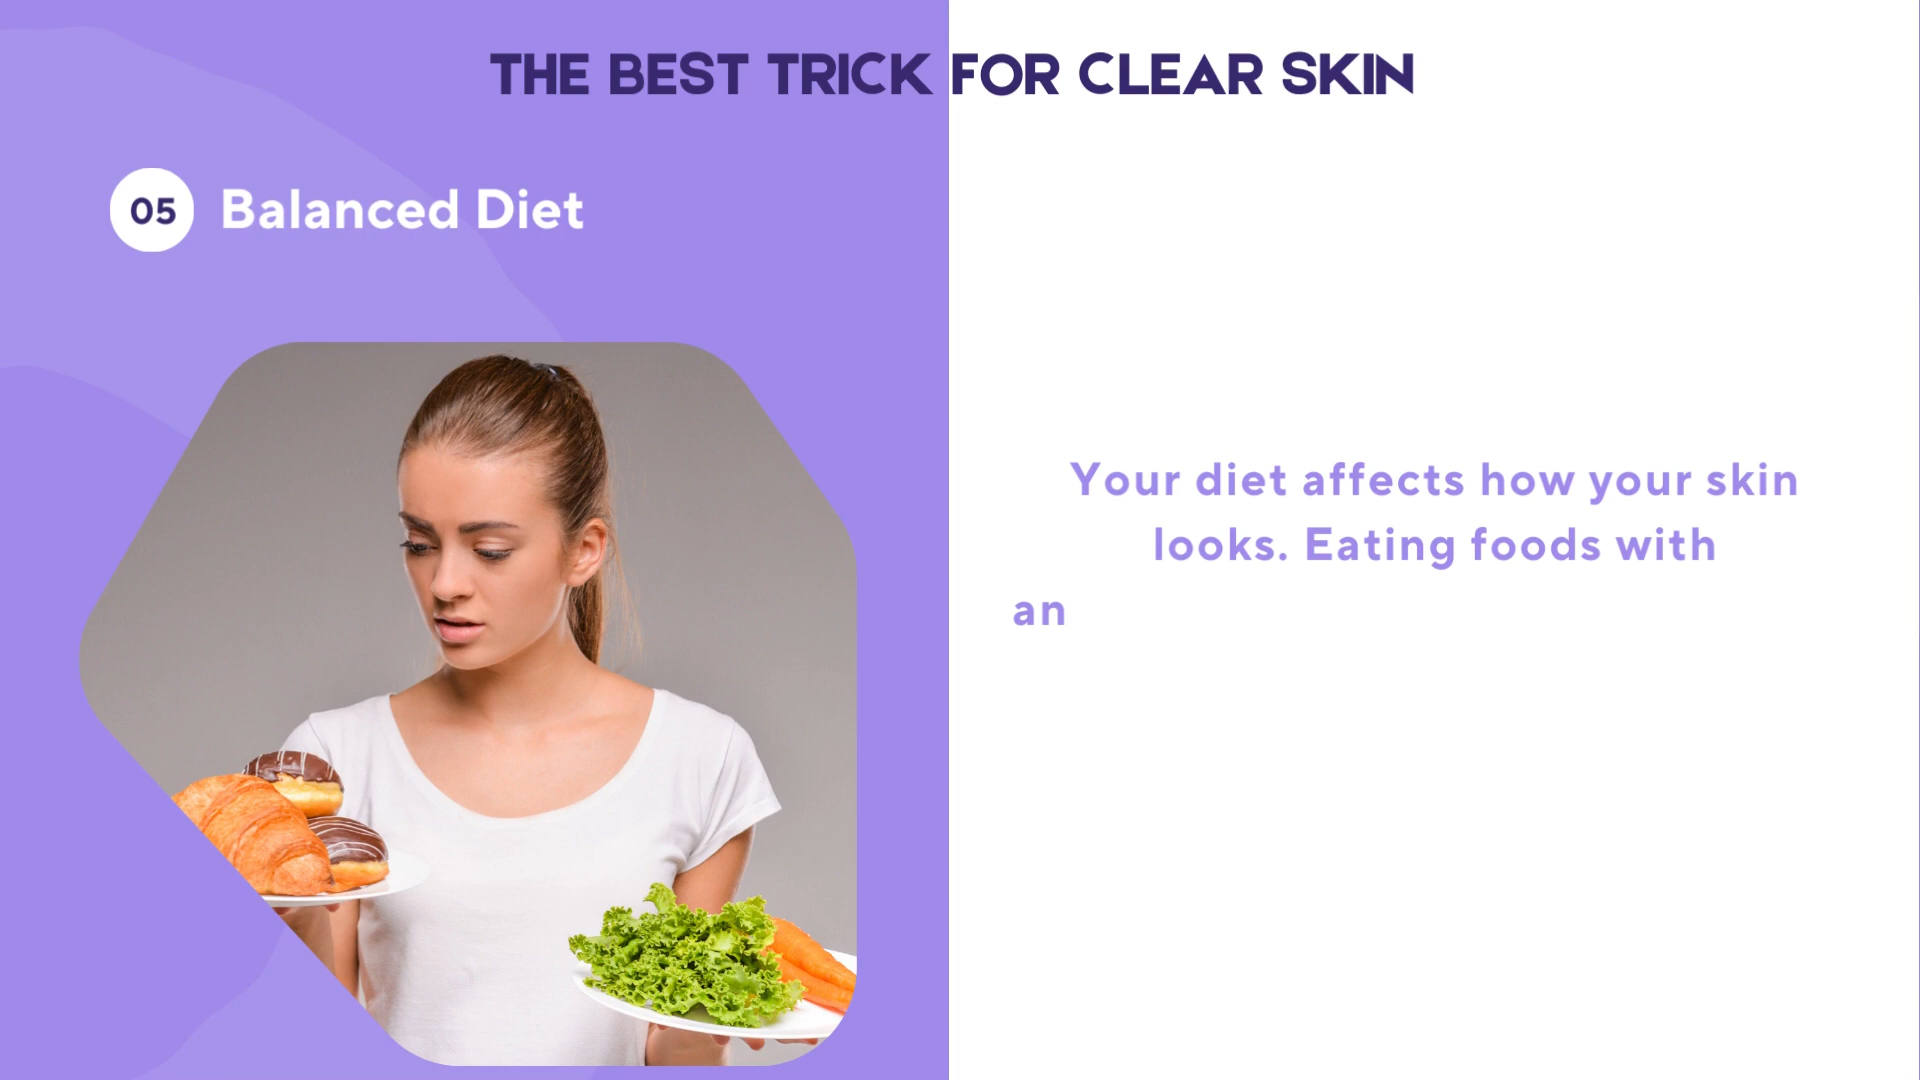 THE BEST TRICK FOR CLEAR SKIN
05 Balanced Diet
Your diet affects how your skin
looks. Eating foods with
an